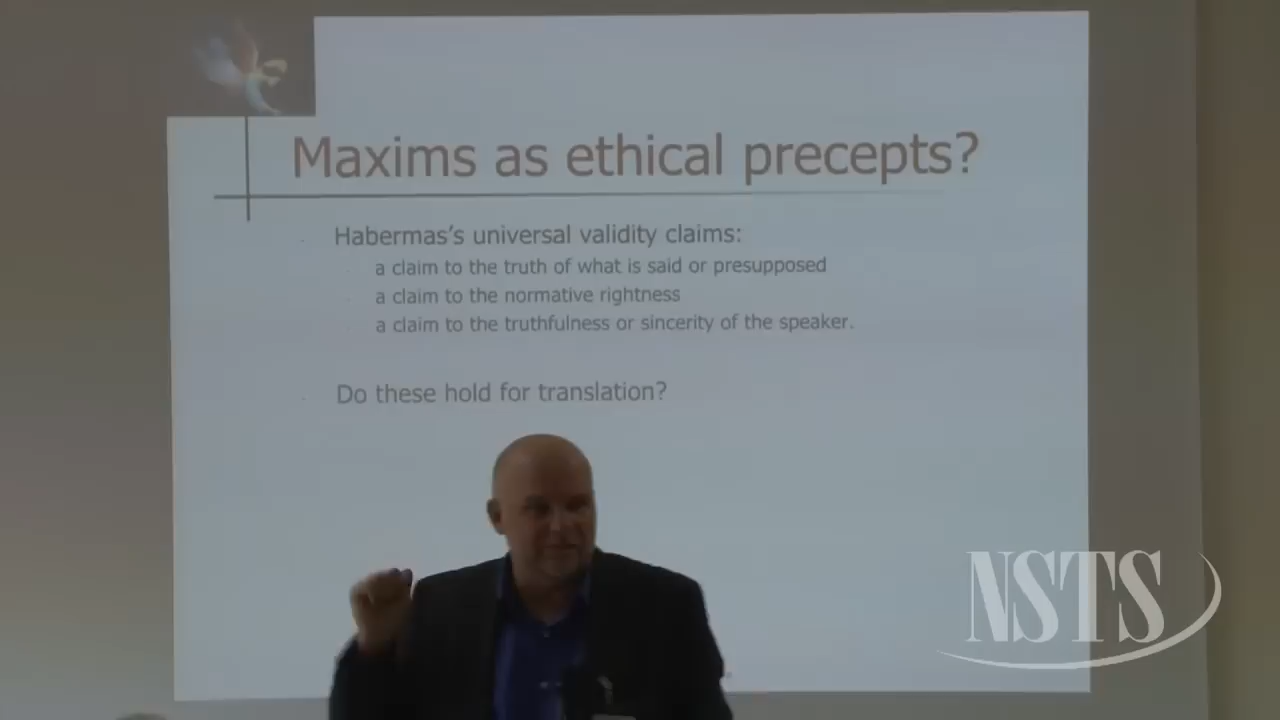 Maxims as ethical precepts?
Habermas's universal validity claims:
a claim to the truth of what is said or presupposed
a claim to the normative rightness
a claim to the truthfulness or sincerity of the speaker.
Do these hold for translation?
NSTS